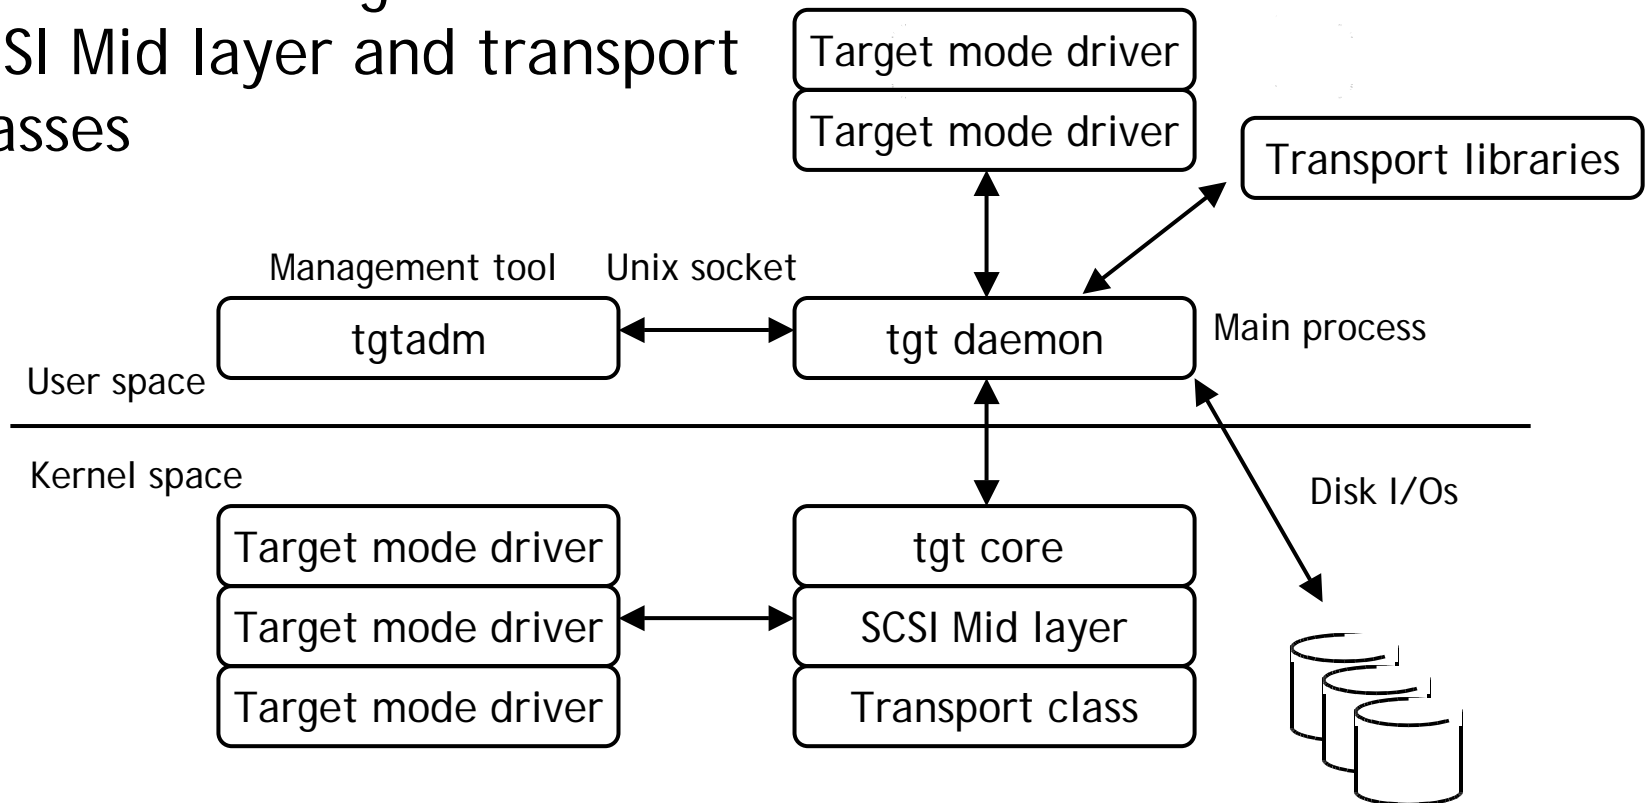 SI Mid layer and transport
asses
Target mode driver
Target mode driver
Transport libraries
Management tool
Unix socket
tgtadm
tgt daemon
Main process
User space
Kernel space
Disk I/Os
Target mode driver
tgt core
Target mode driver
SCSI Mid layer
Target mode driver
Transport class